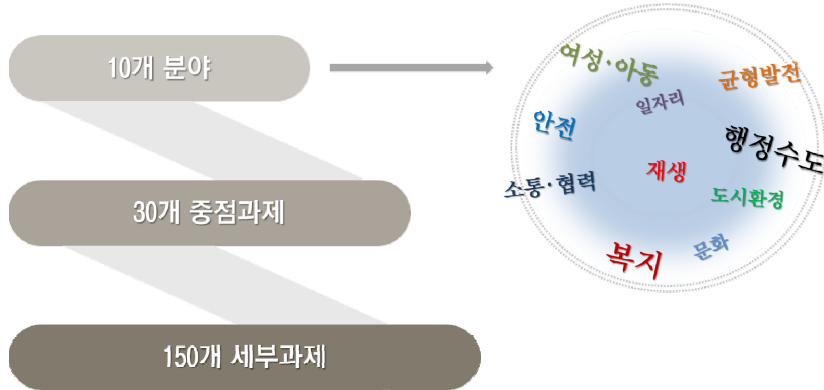 10개 분야
30개 중점과제
150개 세부과제
여성·아동
균형발전
일자리
안전
행정수도
재생
소통·협력
도시환경
문화
복지